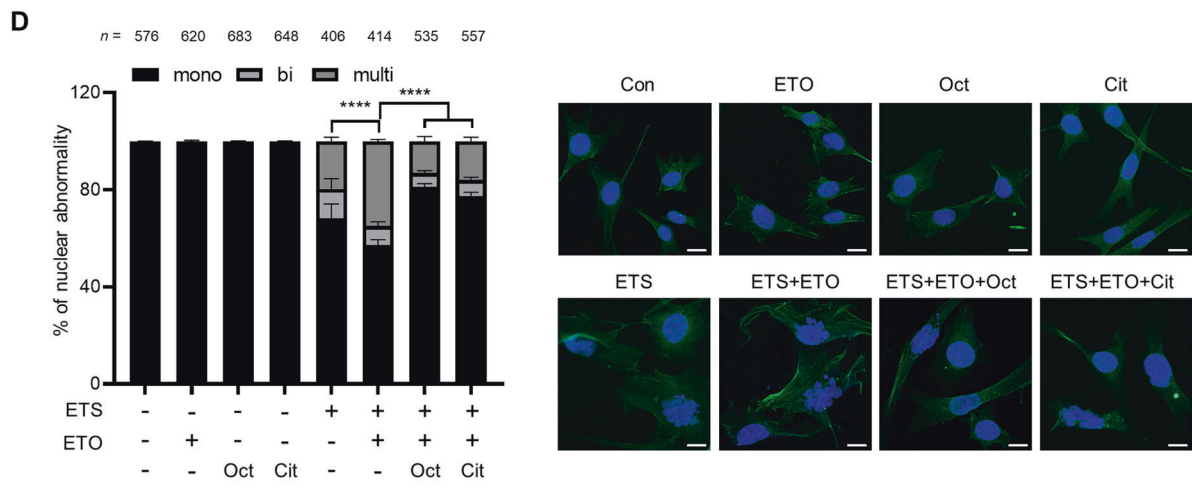 D
n = 576 620 683 648 406 414 535 557
mono bi multi
% of nuclear abnormality
120
80
40
0
**** ****
ETS - - - - + + + +
ETO - + - - - + + +
- - Oct Cit - - Oct Cit
Con ETO Oct Cit
ETS ETS+ETO ETS+ETO+Oct ETS+ETO+Cit